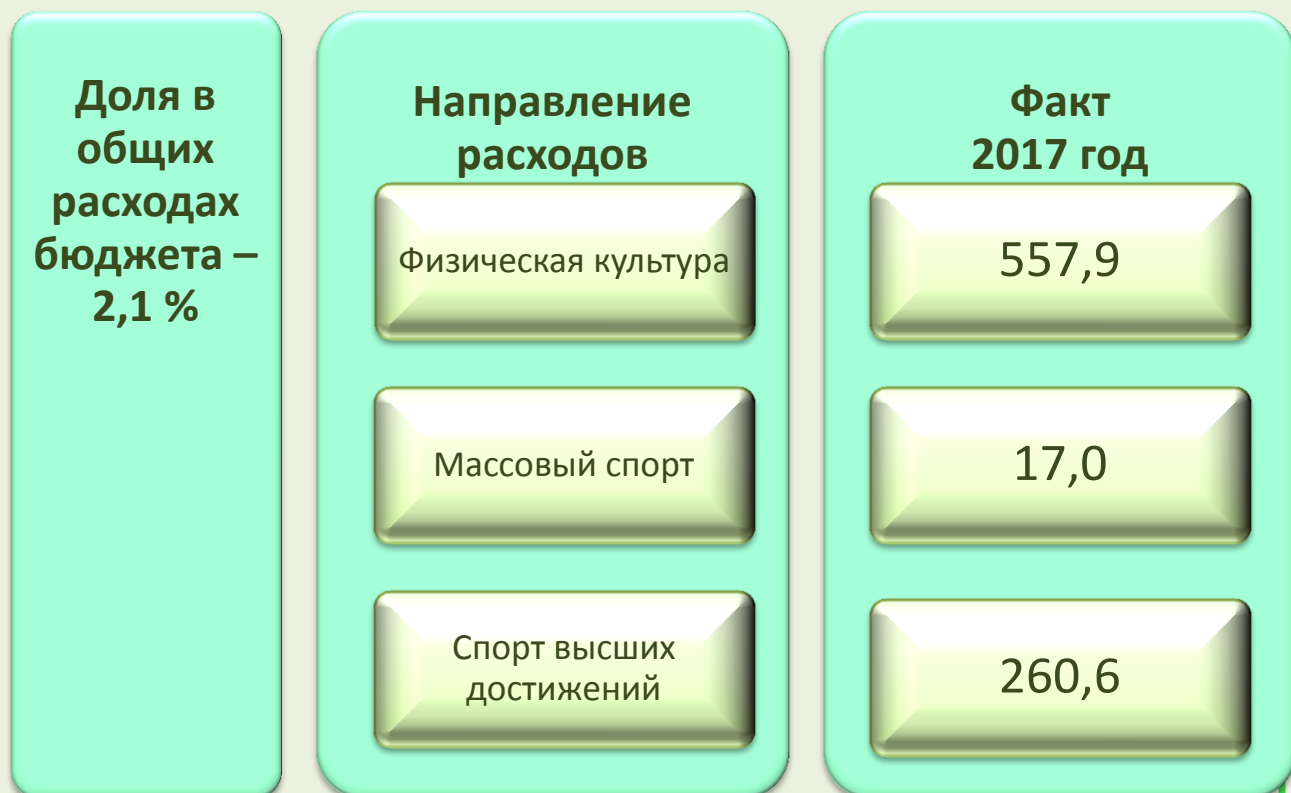 Доля в
общих
расходах
бюджета –
2,1 %
Направление
расходов
Физическая культура
Массовый спорт
Спорт высших
достижений
Факт
2017 год
557,9
17,0
260,6